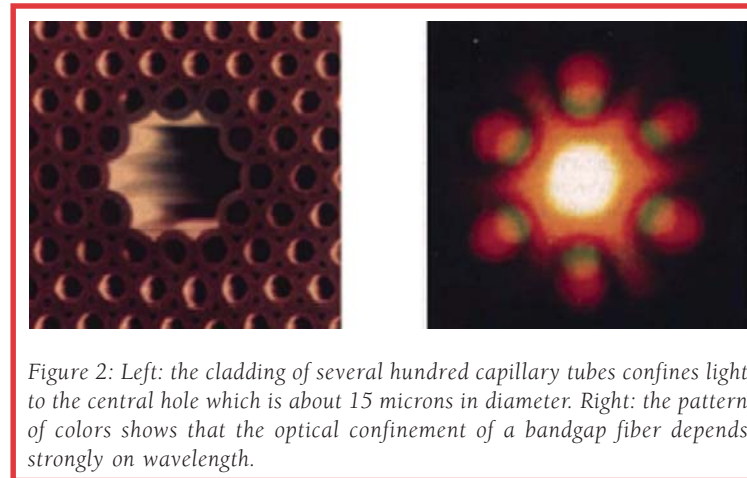 Figure 2: Left: the cladding of several hundred capillary tubes confines light
to the central hole which is about 15 microns in diameter. Right: the pattern
of colors shows that the optical confinement of a bandgap fiber depends
strongly on wavelength.